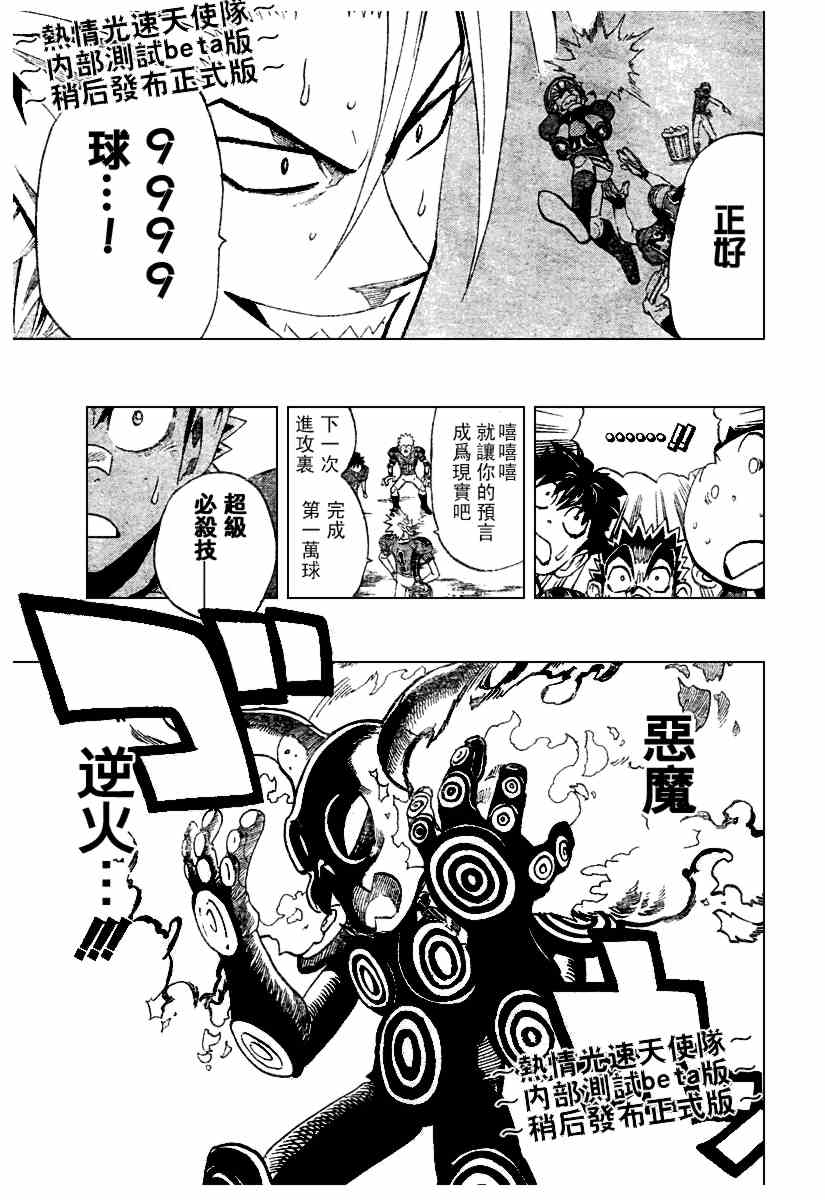 ~熱情光速天使隊~
~內部測試beta版~
~稍后發布正式版~
正好
9999
球…！
……!!
嘻嘻嘻
就讓你的預言
成爲現實吧
下一次
進攻裏
完成
第一萬球
超級
必殺技
ゴ
オ
ッ
惡魔
逆火…
!!!
~熱情光速天使隊~
~內部測試beta版~
~稍后發布正式版~